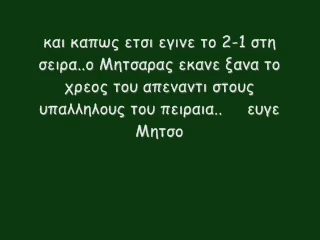 και καπως ετσι εγινε το 2-1 στη
σειρα..ο Μητσαρας εκανε ξανα το
χρεος του απεναντι στους
υπαλληλους του πειραια.. ευγε
Μητσο